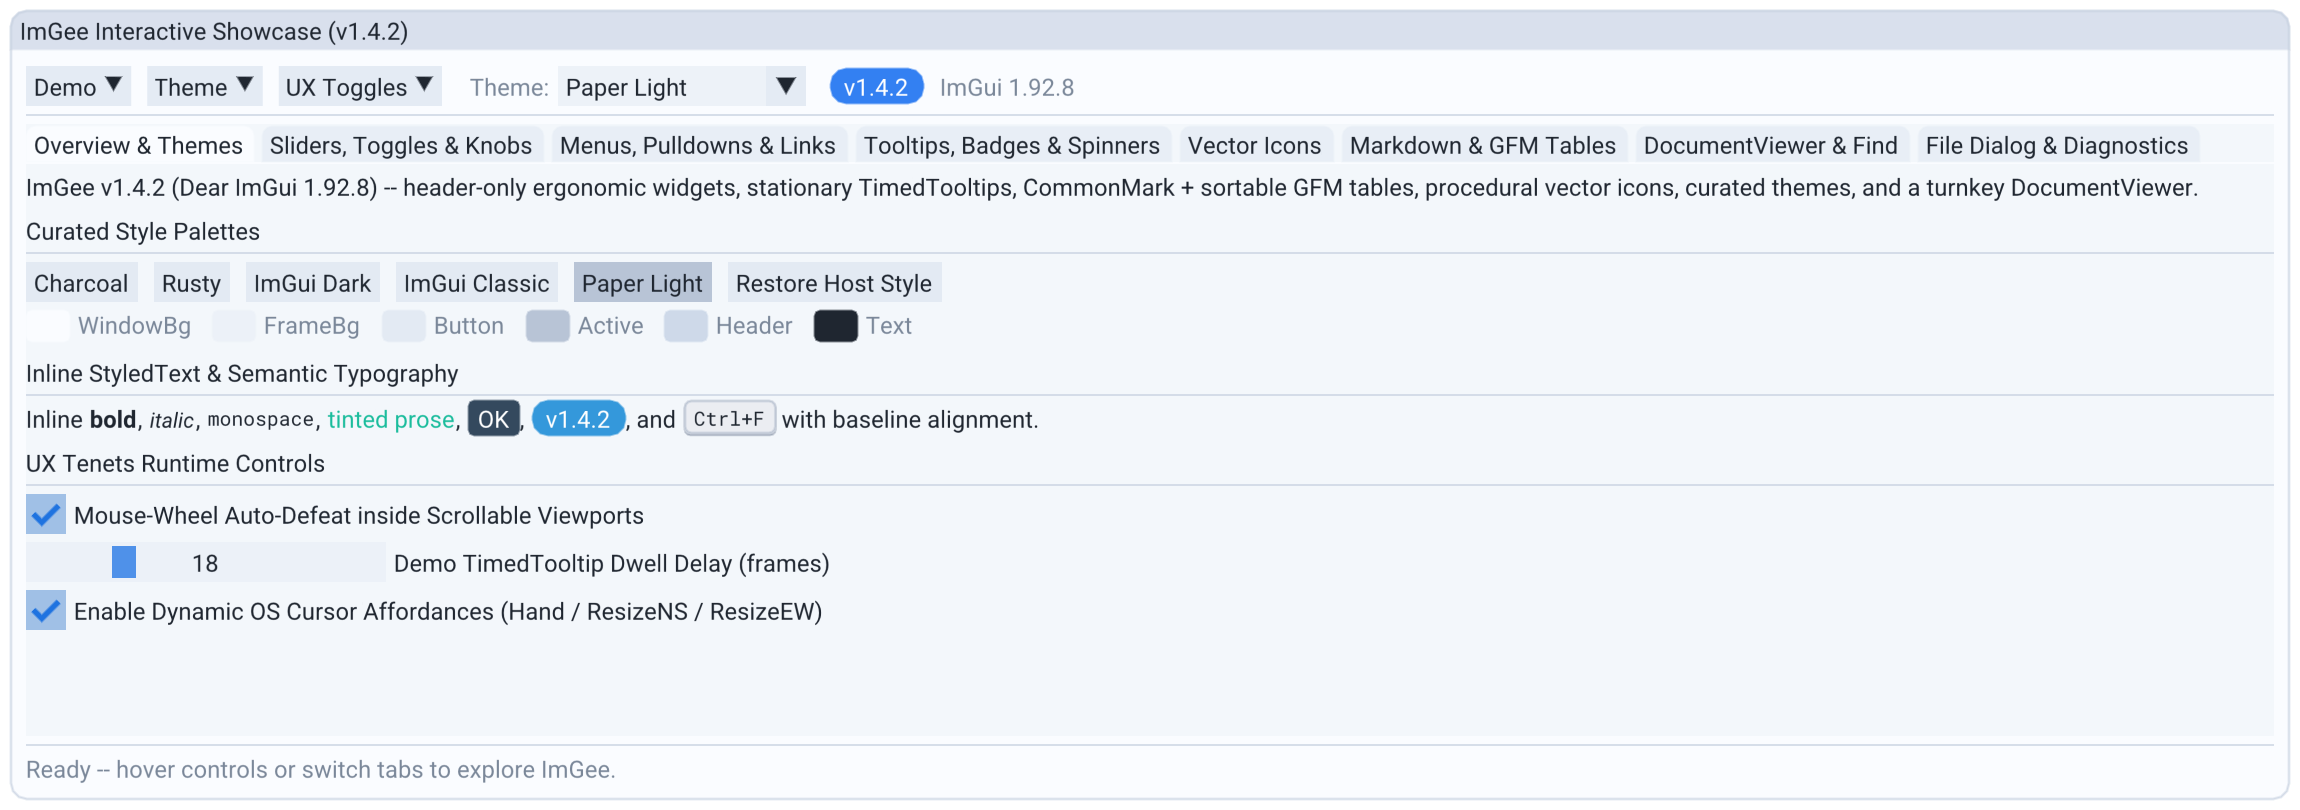 ImGee Interactive Showcase (v1.4.2)
Demo ▼ Theme ▼ UX Toggles ▼ Theme: Paper Light ▼ v1.4.2 ImGui 1.92.8
Overview & Themes Sliders, Toggles & Knobs Menus, Pulldowns & Links Tooltips, Badges & Spinners Vector Icons Markdown & GFM Tables DocumentViewer & Find File Dialog & Diagnostics
ImGee v1.4.2 (Dear ImGui 1.92.8) -- header-only ergonomic widgets, stationary TimedTooltips, CommonMark + sortable GFM tables, procedural vector icons, curated themes, and a turnkey DocumentViewer.
Curated Style Palettes
Charcoal Rusty ImGui Dark ImGui Classic Paper Light Restore Host Style
WindowBg FrameBg Button Active Header Text
Inline StyledText & Semantic Typography
Inline bold, italic, monospace, tinted prose, OK, v1.4.2, and Ctrl+F with baseline alignment.
UX Tenets Runtime Controls
Mouse-Wheel Auto-Defeat inside Scrollable Viewports
18 Demo TimedTooltip Dwell Delay (frames)
Enable Dynamic OS Cursor Affordances (Hand / ResizeNS / ResizeEW)
Ready -- hover controls or switch tabs to explore ImGee.